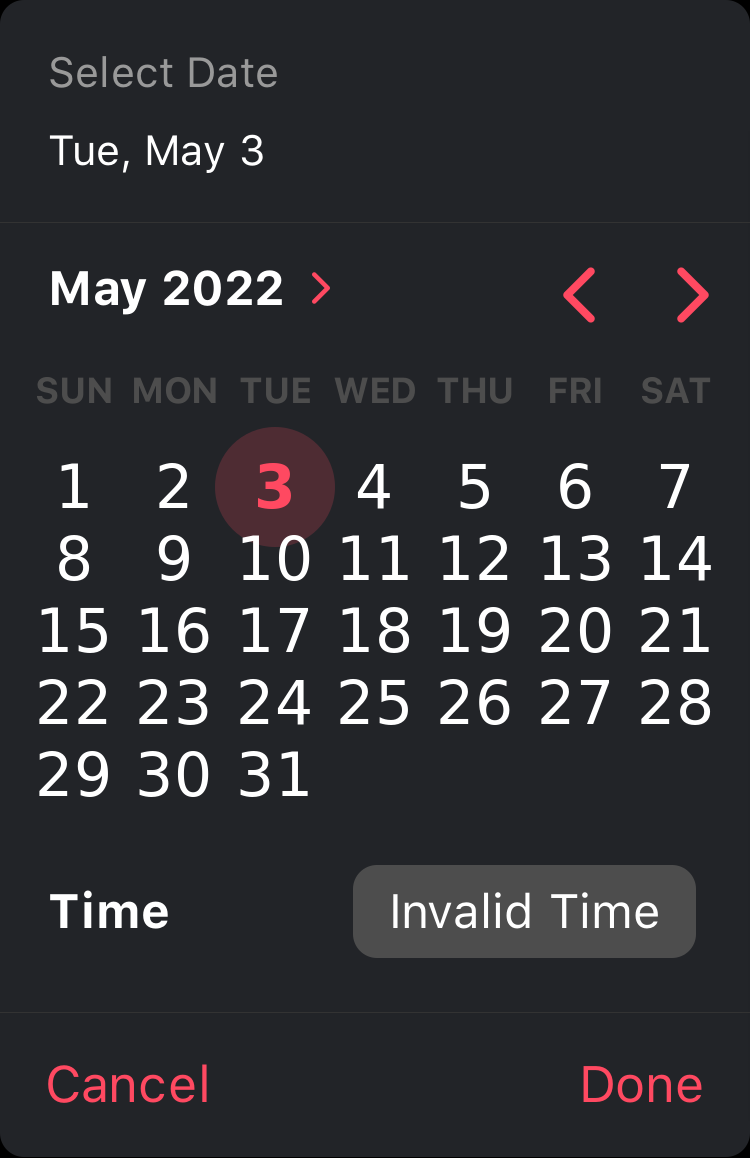 Select Date
Tue, May 3
May 2022
SUN MON TUE WED THU FRI SAT
1 2 3 4 5 6 7
8 9 10 11 12 13 14
15 16 17 18 19 20 21
22 23 24 25 26 27 28
29 30 31
Time Invalid Time
Cancel Done